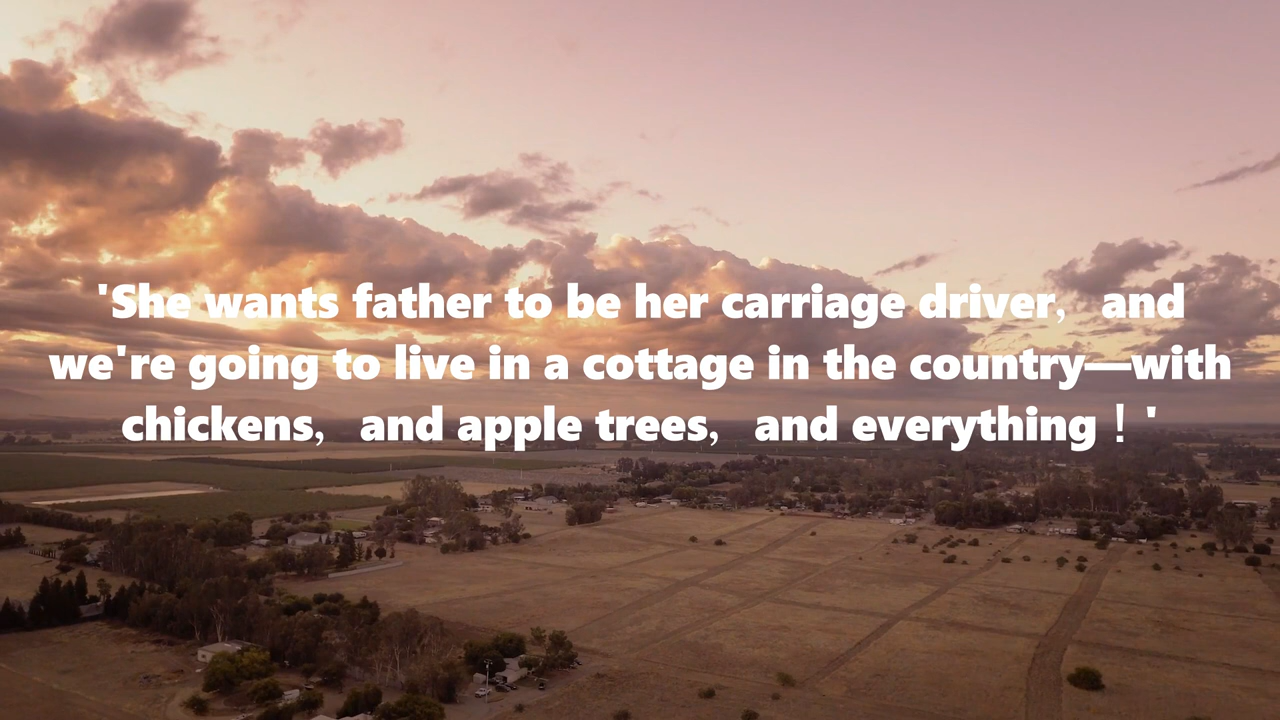 'She wants father to be her carriage driver, and
we're going to live in a cottage in the country—with
chickens, and apple trees, and everything！'